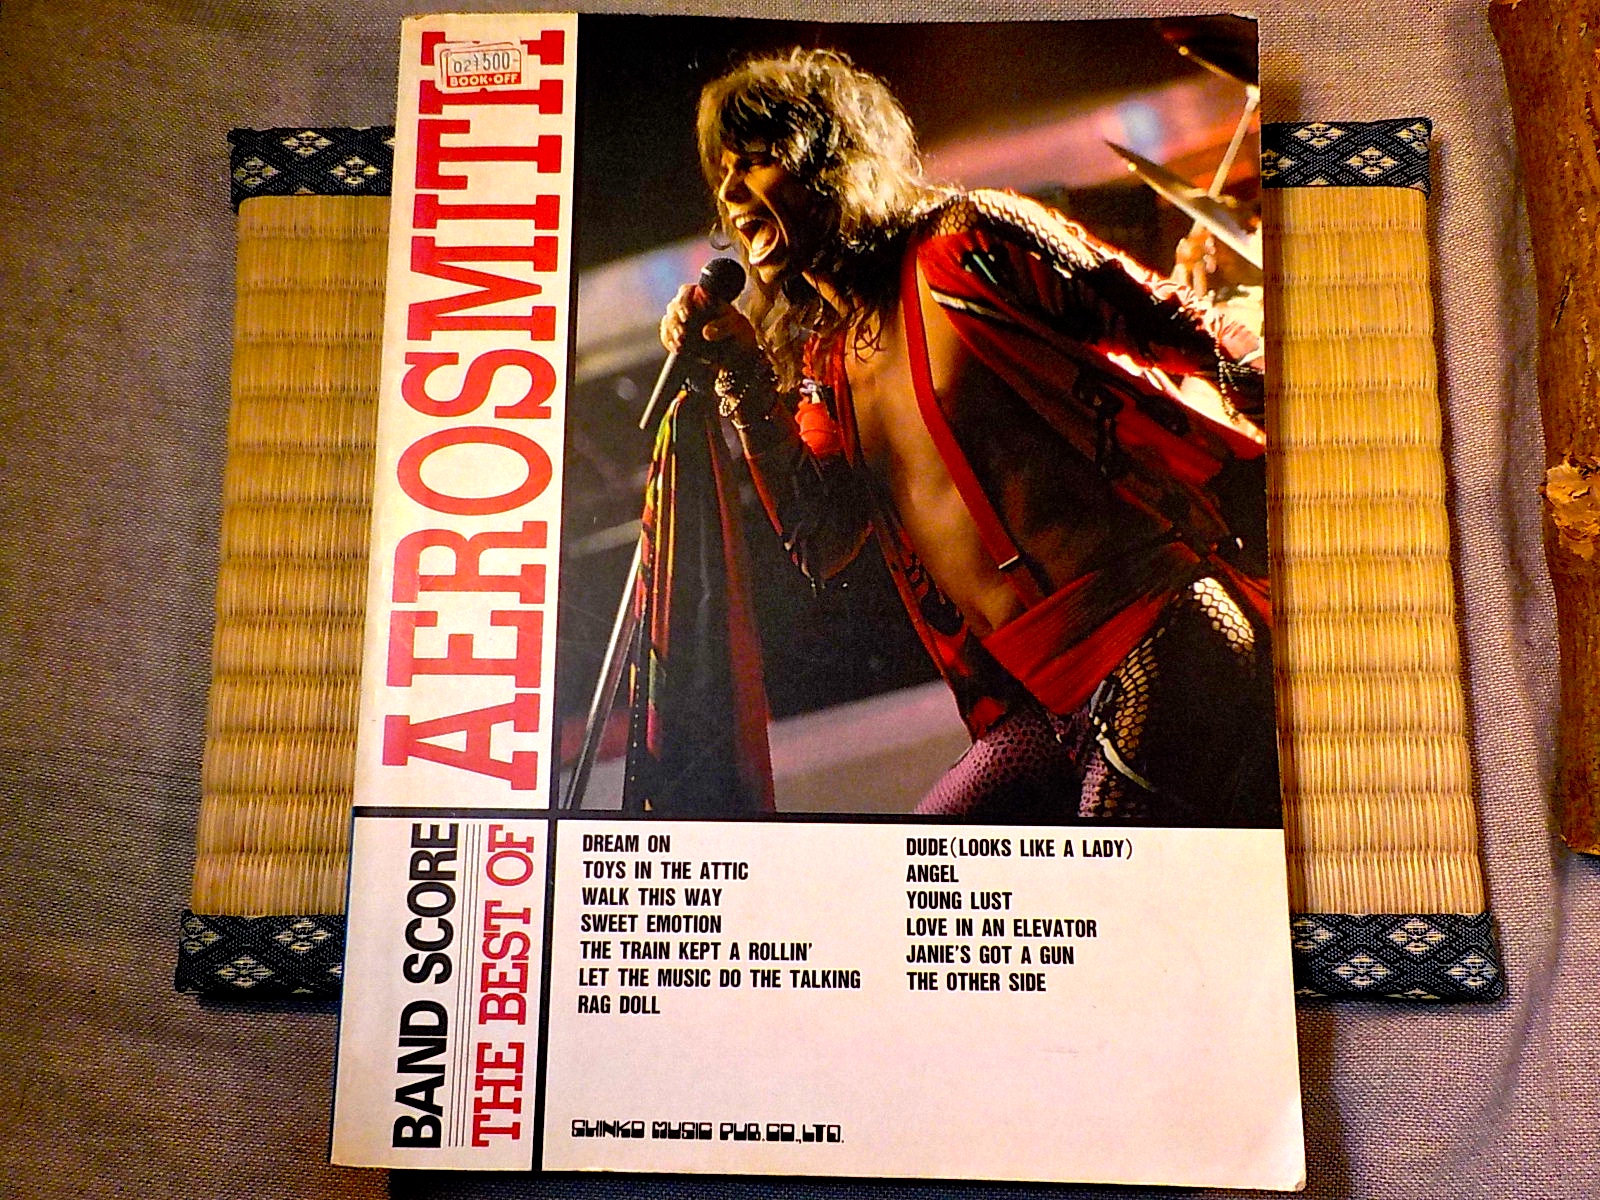 021500-
BOOK·OFF
AEROSMITH
BAND SCORE
THE BEST OF
DREAM ON
TOYS IN THE ATTIC
WALK THIS WAY
SWEET EMOTION
THE TRAIN KEPT A ROLLIN'
LET THE MUSIC DO THE TALKING
RAG DOLL
DUDE(LOOKS LIKE A LADY)
ANGEL
YOUNG LUST
LOVE IN AN ELEVATOR
JANIE'S GOT A GUN
THE OTHER SIDE
SHINKO MUSIC PUB.CO.,LTD.